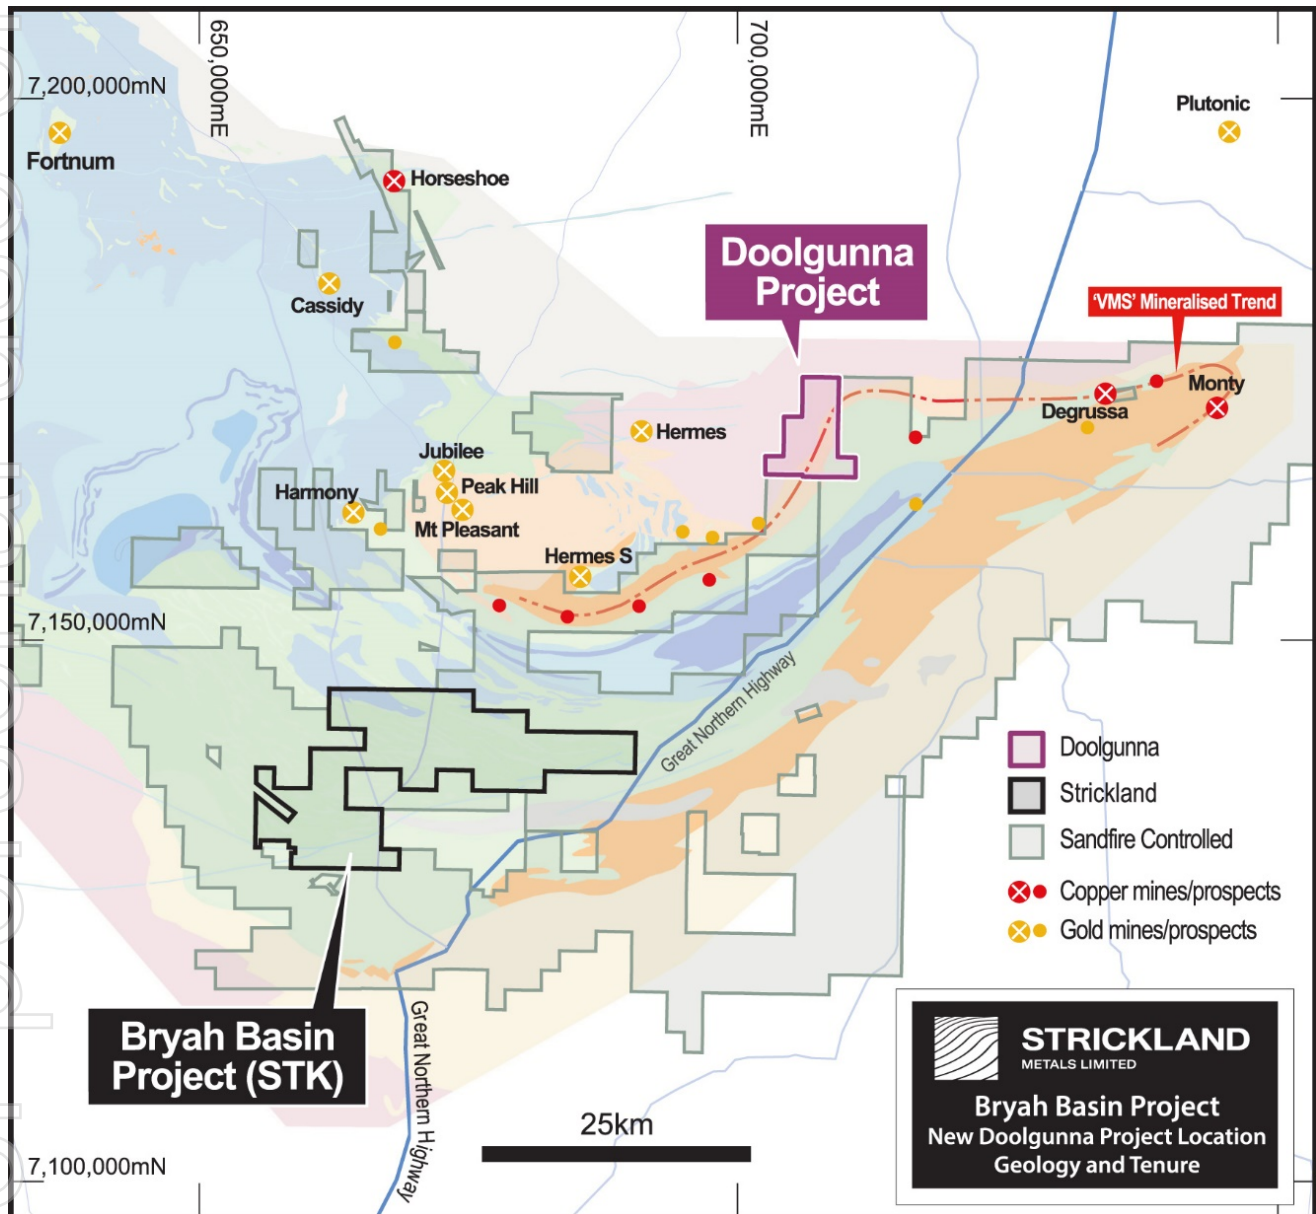 650,000mE
700,000mE
7,200,000mN
Plutonic
Fortnum
Horseshoe
Doolgunna
Project
Cassidy
'VMS' Mineralised Trend
Monty
Degrussa
Hermes
Jubilee
Peak Hill
Harmony
Mt Pleasant
Hermes S
7,150,000mN
Great Northern Highway
Doolgunna
Strickland
Sandfire Controlled
Copper mines/prospects
Gold mines/prospects
Bryah Basin
Project (STK)
Great Northern Highway
25km
7,100,000mN
STRICKLAND
METALS LIMITED
Bryah Basin Project
New Doolgunna Project Location
Geology and Tenure